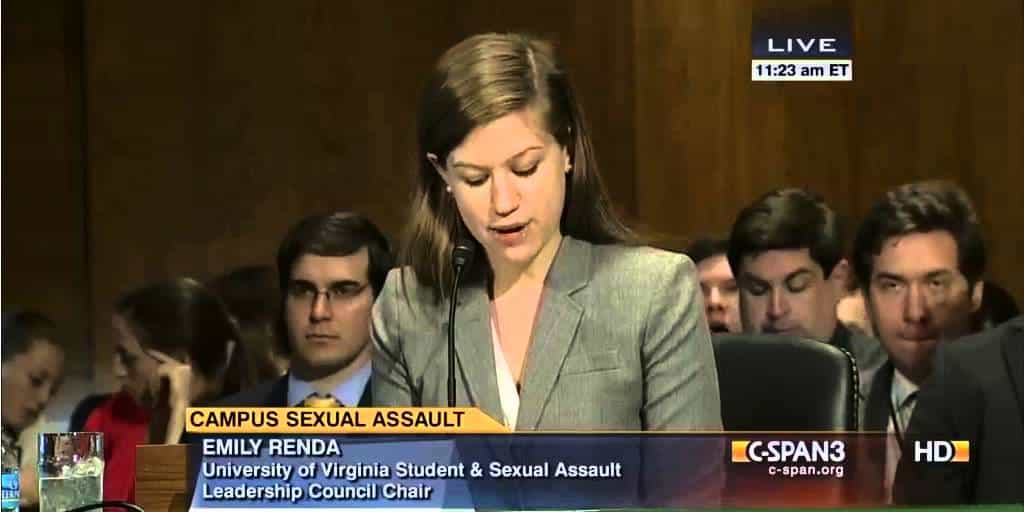 LIVE
11:23 am ET
CAMPUS SEXUAL ASSAULT
EMILY RENDA
University of Virginia Student & Sexual Assault
Leadership Council Chair
C-SPAN3
c-span.org
HD